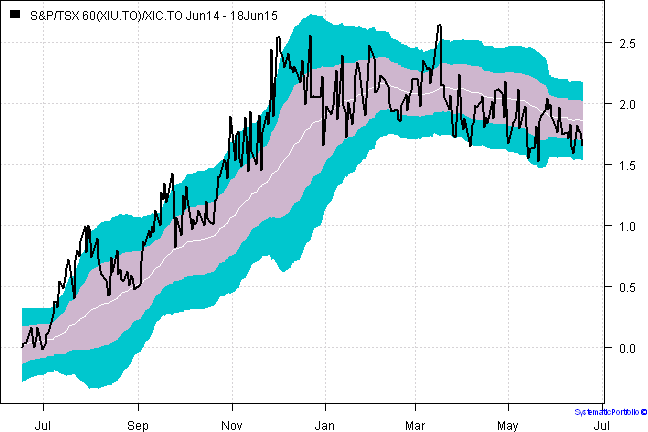 S&P/TSX 60(XIU.TO)/XIC.TO Jun14 - 18Jun15
2.5
2.0
1.5
1.0
0.5
0.0
Jul Sep Nov Jan Mar May Jul
SystematicPortfolio ©